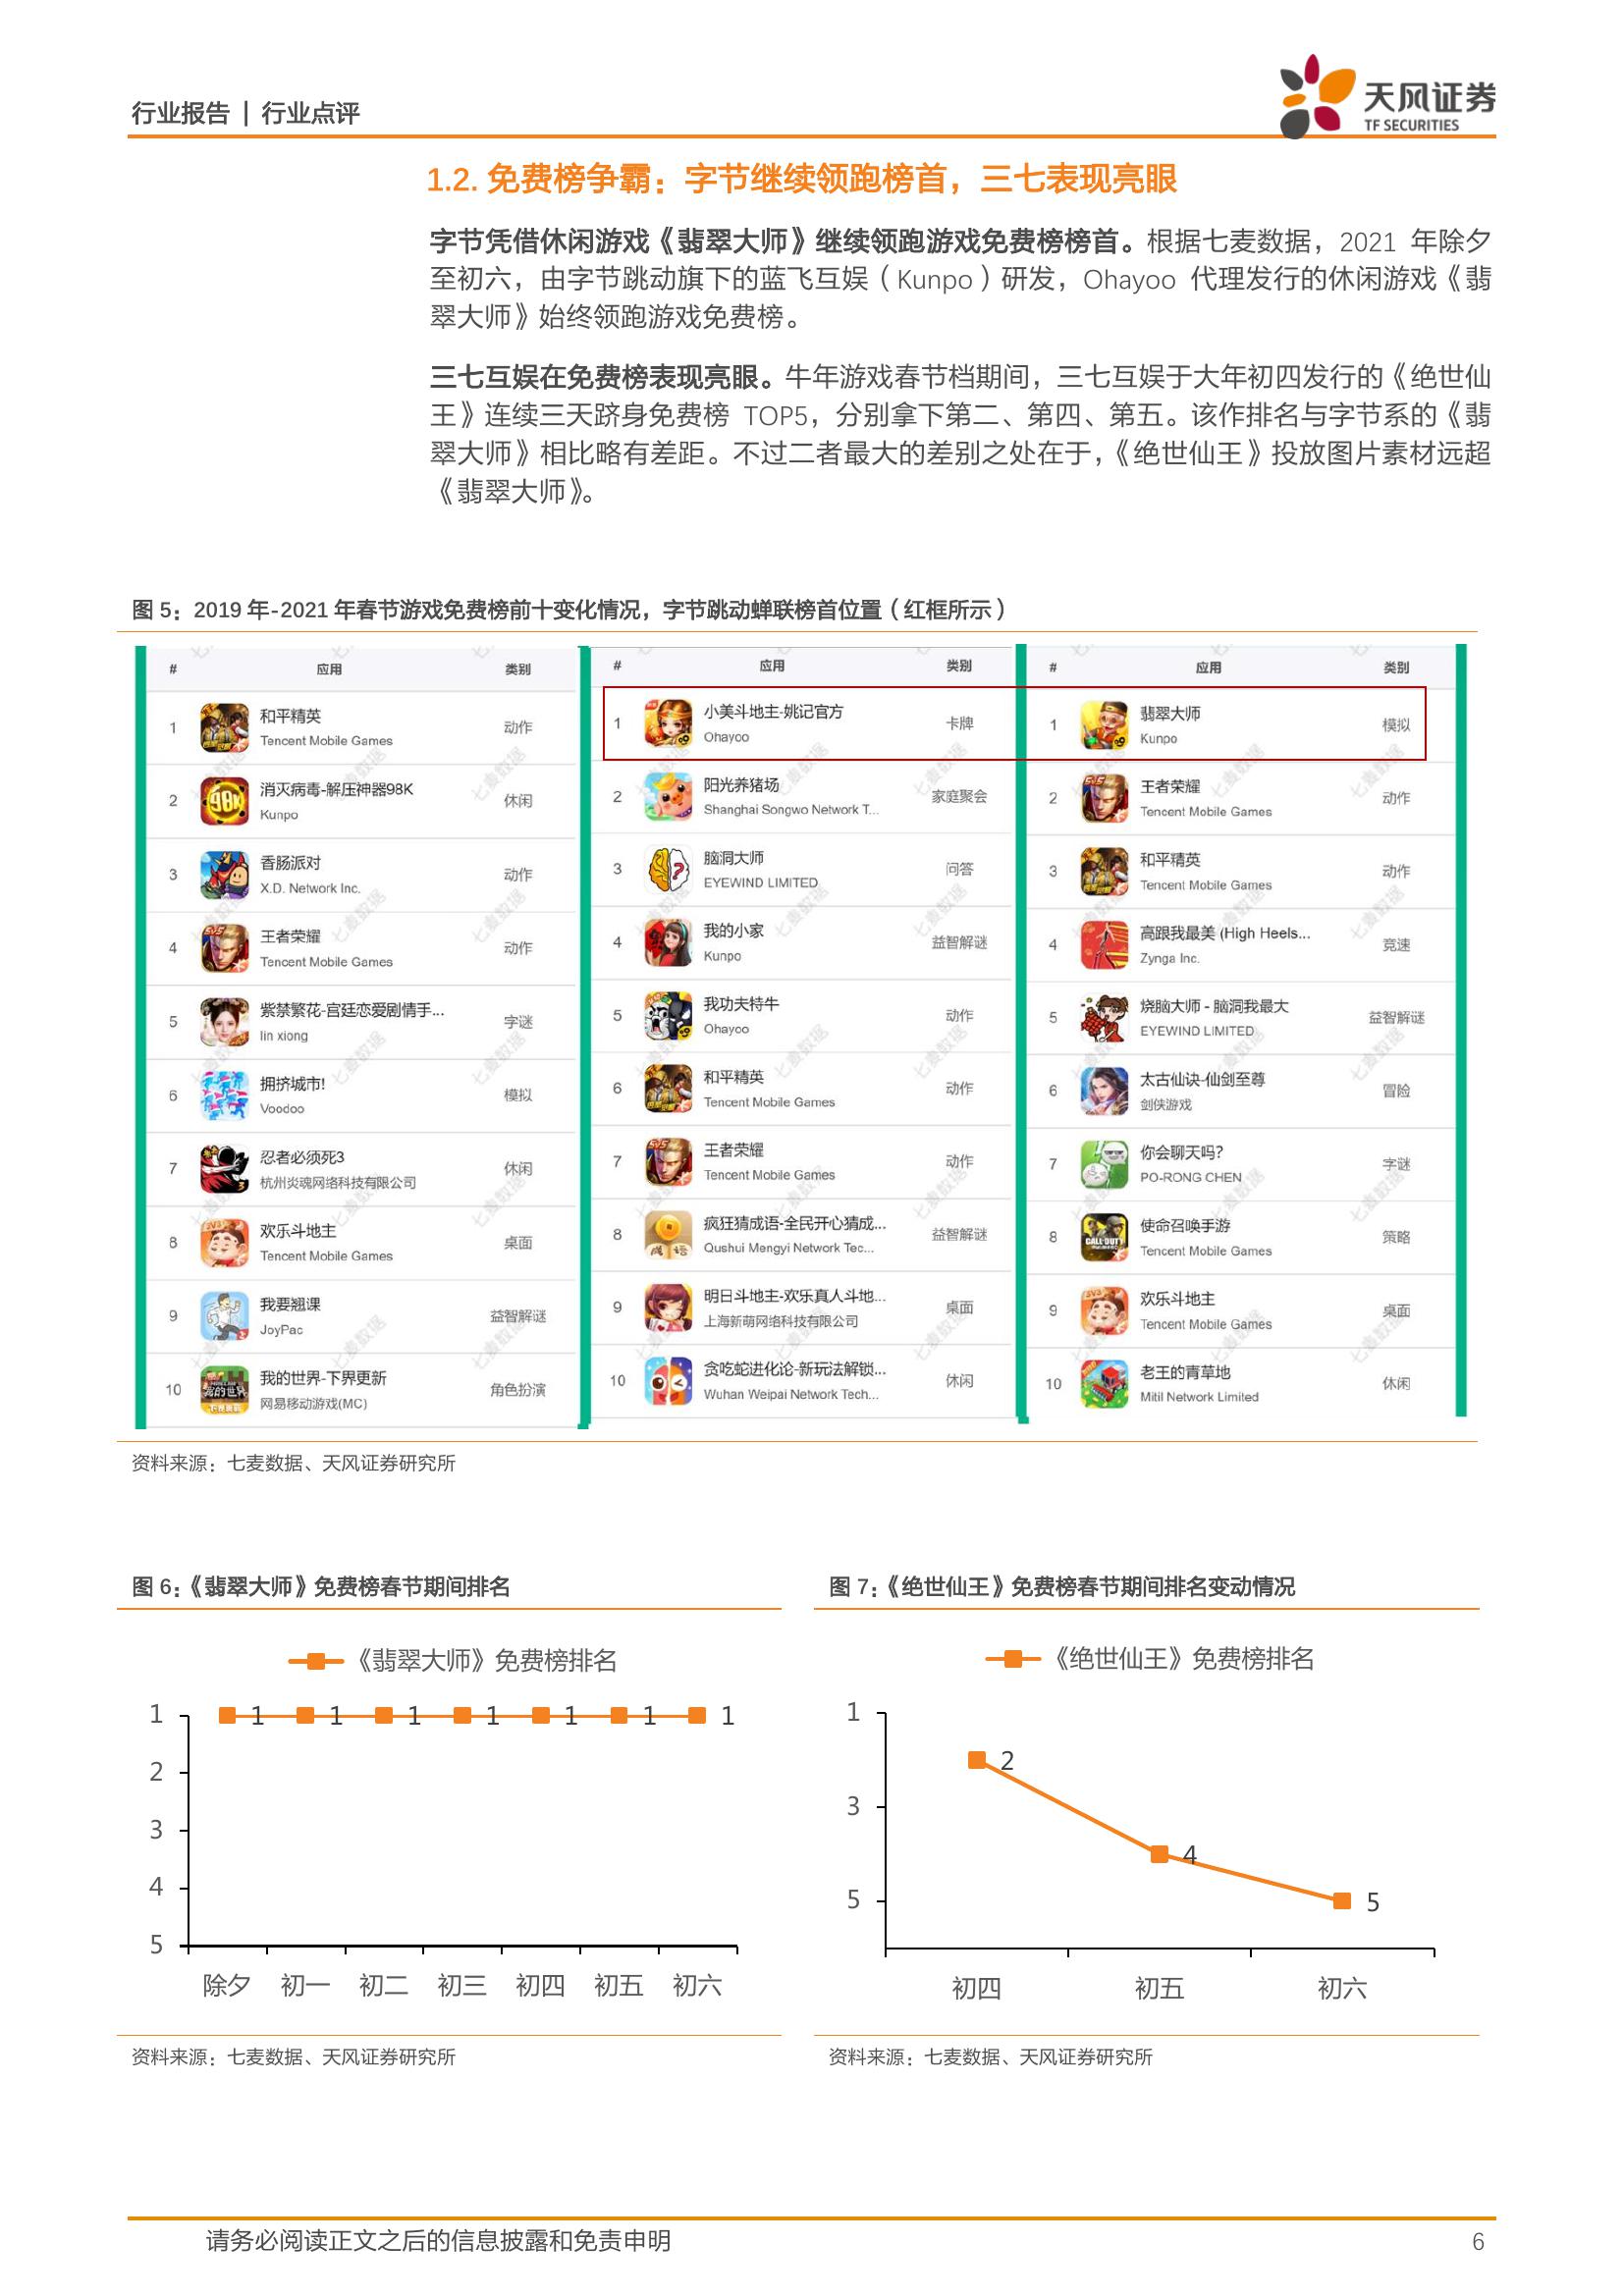 行业报告 | 行业点评
天风证券
TF SECURITIES
1.2. 免费榜争霸：字节继续领跑榜首，三七表现亮眼
字节凭借休闲游戏《翡翠大师》继续领跑游戏免费榜榜首。根据七麦数据，2021 年除夕
至初六，由字节跳动旗下的蓝飞互娱（Kunpo）研发，Ohayoo 代理发行的休闲游戏《翡
翠大师》始终领跑游戏免费榜。
三七互娱在免费榜表现亮眼。牛年游戏春节档期间，三七互娱于大年初四发行的《绝世仙
王》连续三天跻身免费榜 TOP5，分别拿下第二、第四、第五。该作排名与字节系的《翡
翠大师》相比略有差距。不过二者最大的差别之处在于，《绝世仙王》投放图片素材远超
《翡翠大师》。
图 5：2019 年-2021 年春节游戏免费榜前十变化情况，字节跳动蝉联榜首位置（红框所示）
# 应用 类别
1 和平精英 动作
Tencent Mobile Games
2 消灭病毒-解压神器98K 休闲
Kunpo
3 香肠派对 动作
X.D. Network Inc.
4 王者荣耀 动作
Tencent Mobile Games
5 紫禁繁花-宫廷恋爱剧情手... 字谜
lin xiong
6 拥挤城市! 模拟
Voodoo
7 忍者必须死3 休闲
杭州炎魂网络科技有限公司
8 欢乐斗地主 桌面
Tencent Mobile Games
9 我要翘课 益智解谜
JoyPac
10 我的世界-下界更新 角色扮演
网易移动游戏(MC)
# 应用 类别
1 小美斗地主-姚记官方 卡牌
Ohayoo
2 阳光养猪场 家庭聚会
Shanghai Songwo Network T...
3 脑洞大师 问答
EYEWIND LIMITED
4 我的小家 益智解谜
Kunpo
5 我功夫特牛 动作
Ohayoo
6 和平精英 动作
Tencent Mobile Games
7 王者荣耀 动作
Tencent Mobile Games
8 疯狂猜成语-全民开心猜成... 益智解谜
Qushui Mengyi Network Tec...
9 明日斗地主-欢乐真人斗地... 桌面
上海新萌网络科技有限公司
10 贪吃蛇进化论-新玩法解锁... 休闲
Wuhan Weipai Network Tech...
# 应用 类别
1 翡翠大师 模拟
Kunpo
2 王者荣耀 动作
Tencent Mobile Games
3 和平精英 动作
Tencent Mobile Games
4 高跟我最美 (High Heels... 竞速
Zynga Inc.
5 烧脑大师 - 脑洞我最大 益智解谜
EYEWIND LIMITED
6 太古仙诀-仙剑至尊 冒险
剑侠游戏
7 你会聊天吗? 字谜
PO-RONG CHEN
8 使命召唤手游 策略
Tencent Mobile Games
9 欢乐斗地主 桌面
Tencent Mobile Games
10 老王的青草地 休闲
Mitil Network Limited
资料来源：七麦数据、天风证券研究所
图 6：《翡翠大师》免费榜春节期间排名
《翡翠大师》免费榜排名
1 1 1 1 1 1 1 1
2
3
4
5
除夕 初一 初二 初三 初四 初五 初六
资料来源：七麦数据、天风证券研究所
图 7：《绝世仙王》免费榜春节期间排名变动情况
《绝世仙王》免费榜排名
1
2
3
4
5 5
初四 初五 初六
资料来源：七麦数据、天风证券研究所
请务必阅读正文之后的信息披露和免责申明 6